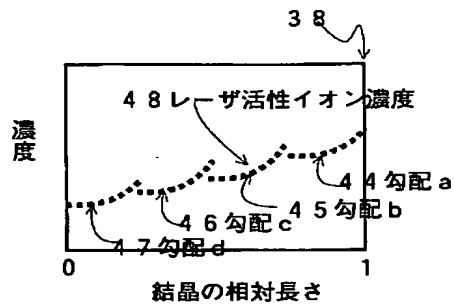 38
48レーザ活性イオン濃度
濃度
44勾配a
45勾配b
46勾配c
47勾配d
0
1
結晶の相対長さ